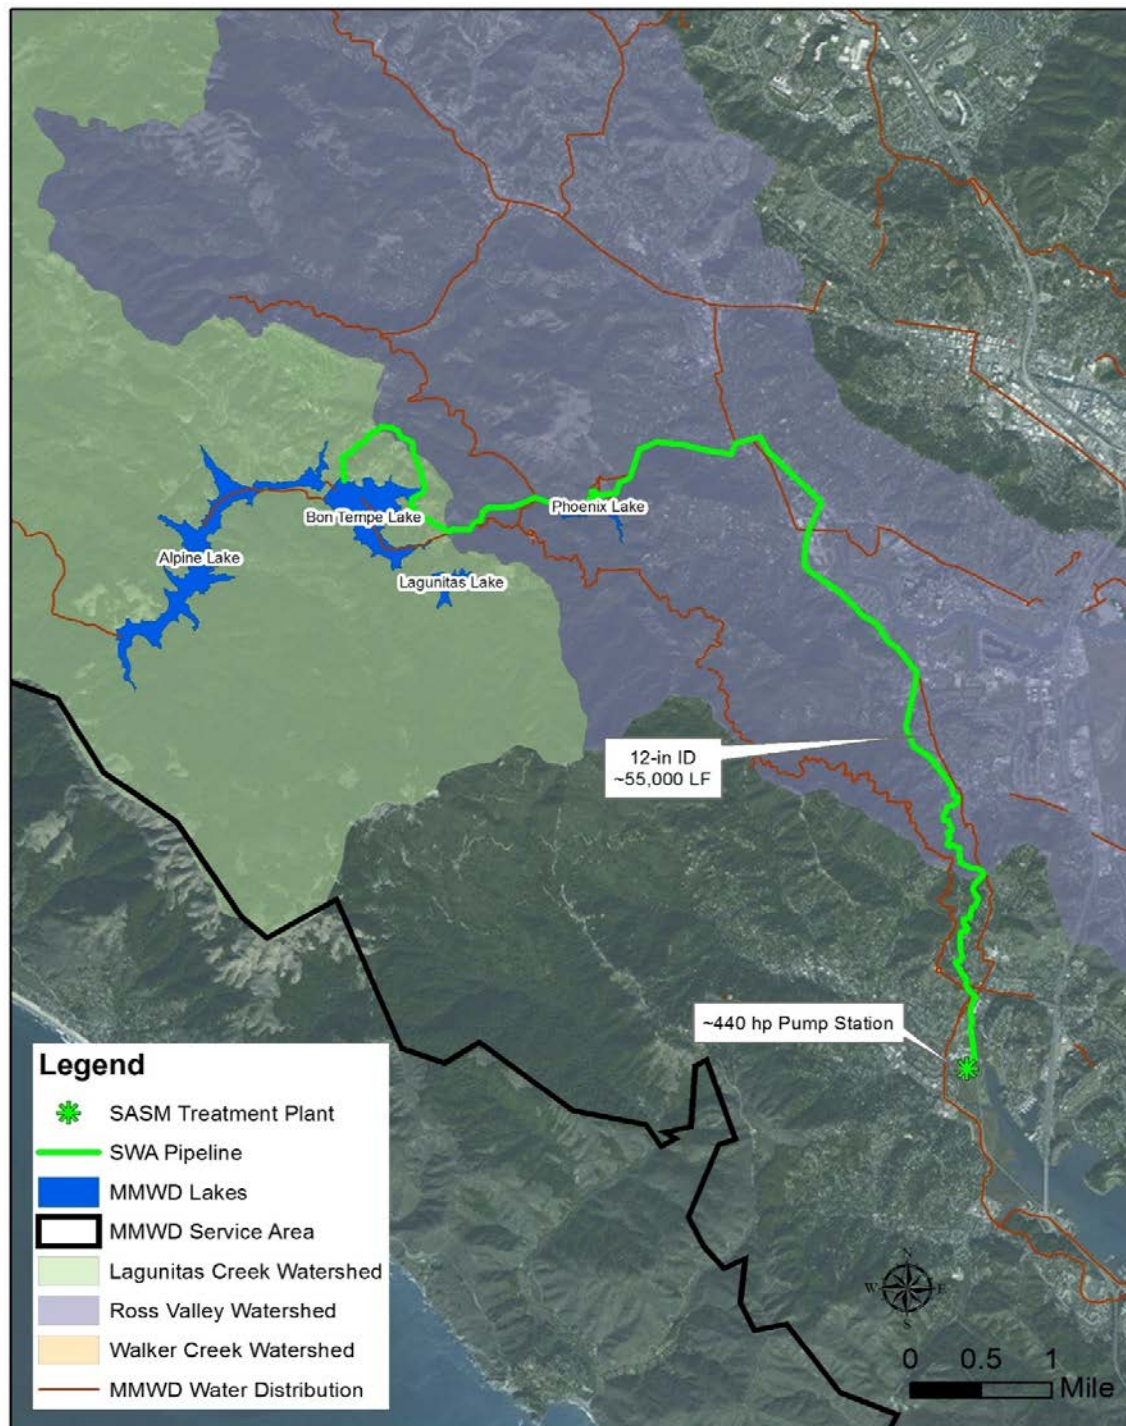 Phoenix Lake
Bon Tempe Lake
Alpine Lake
Lagunitas Lake
12-in ID
~55,000 LF
~440 hp Pump Station
Legend
SASM Treatment Plant
SWA Pipeline
MMWD Lakes
MMWD Service Area
Lagunitas Creek Watershed
Ross Valley Watershed
Walker Creek Watershed
MMWD Water Distribution
N
W E
S
0 0.5 1
Mile